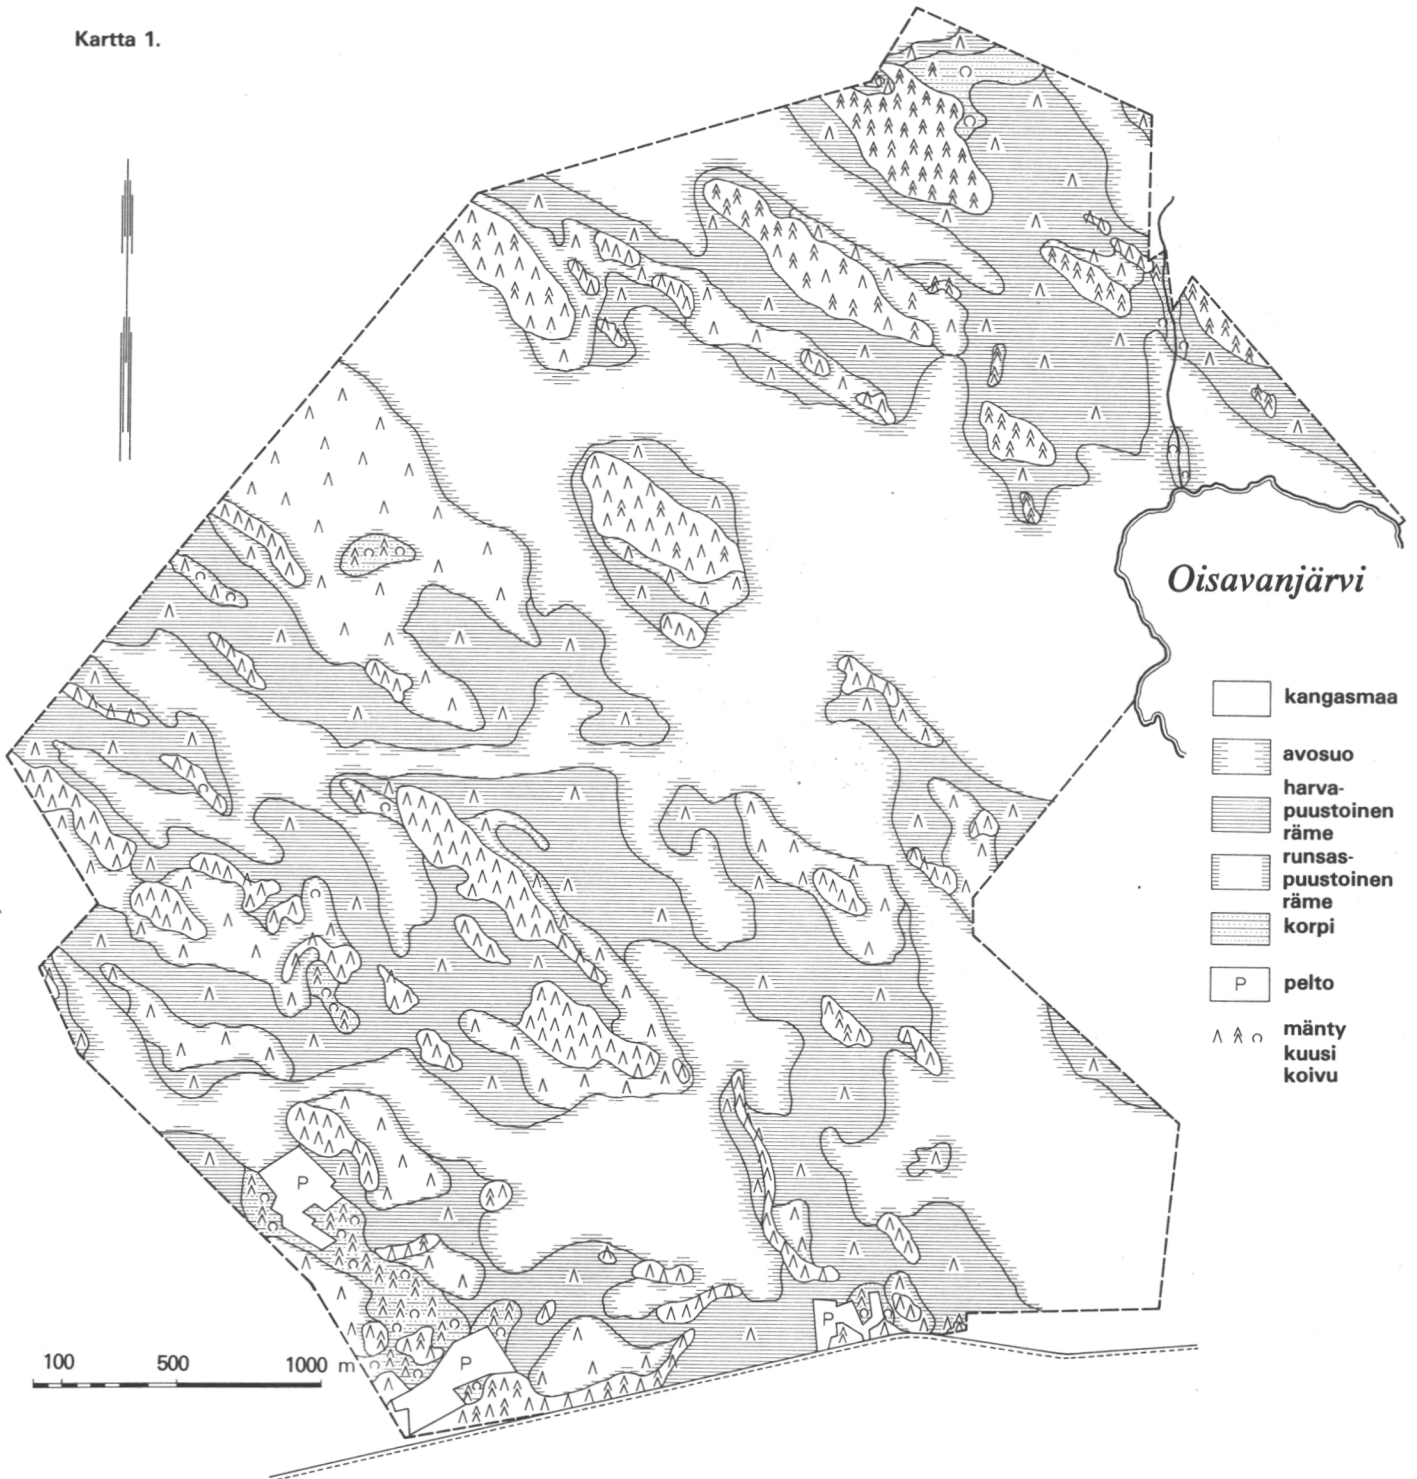 Kartta 1.
Oisavanjärvi
kangasmaa
avosuo
harva-
puustoinen
räme
runsas-
puustoinen
räme
korpi
P pelto
mänty
kuusi
koivu
P
P
P
100 500 1000 m